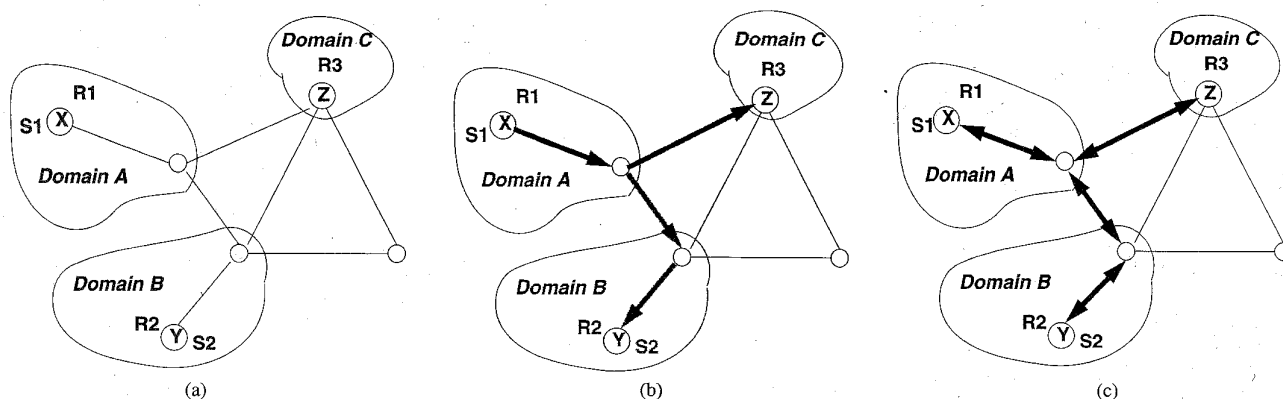 Domain C
R3
Z
R1
X
S1
Domain A
Domain B
R2
Y
S2
(a)
Domain C
R3
Z
R1
X
S1
Domain A
Domain B
R2
Y
S2
(b)
Domain C
R3
Z
R1
X
S1
Domain A
Domain B
R2
Y
S2
(c)